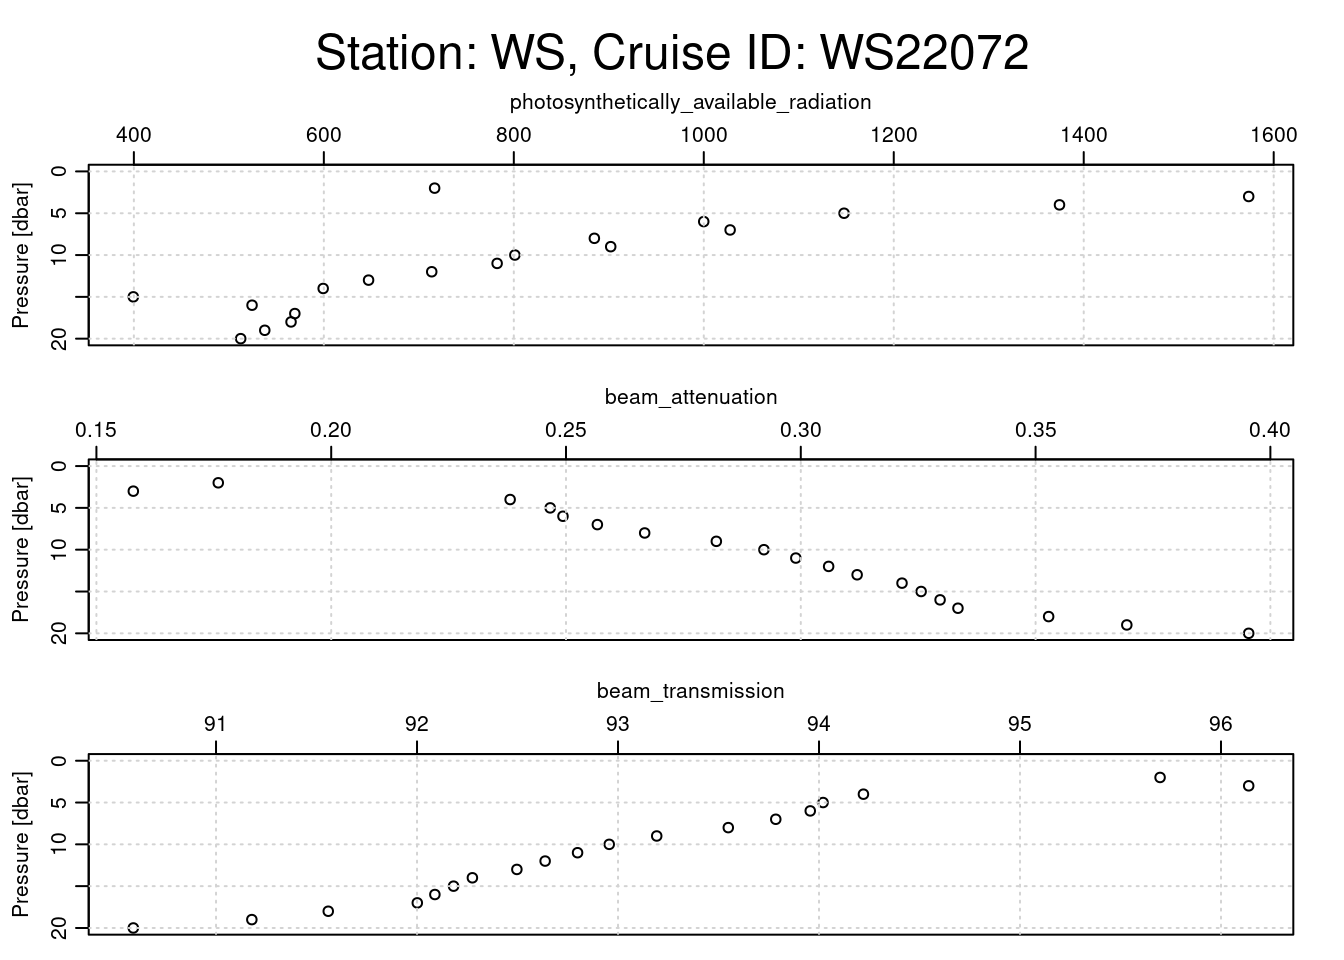 Station: WS, Cruise ID: WS22072
photosynthetically_available_radiation
400 600 800 1000 1200 1400 1600
Pressure [dbar]
0
5
10
20
beam_attenuation
0.15 0.20 0.25 0.30 0.35 0.40
Pressure [dbar]
0
5
10
20
beam_transmission
91 92 93 94 95 96
Pressure [dbar]
0
5
10
20